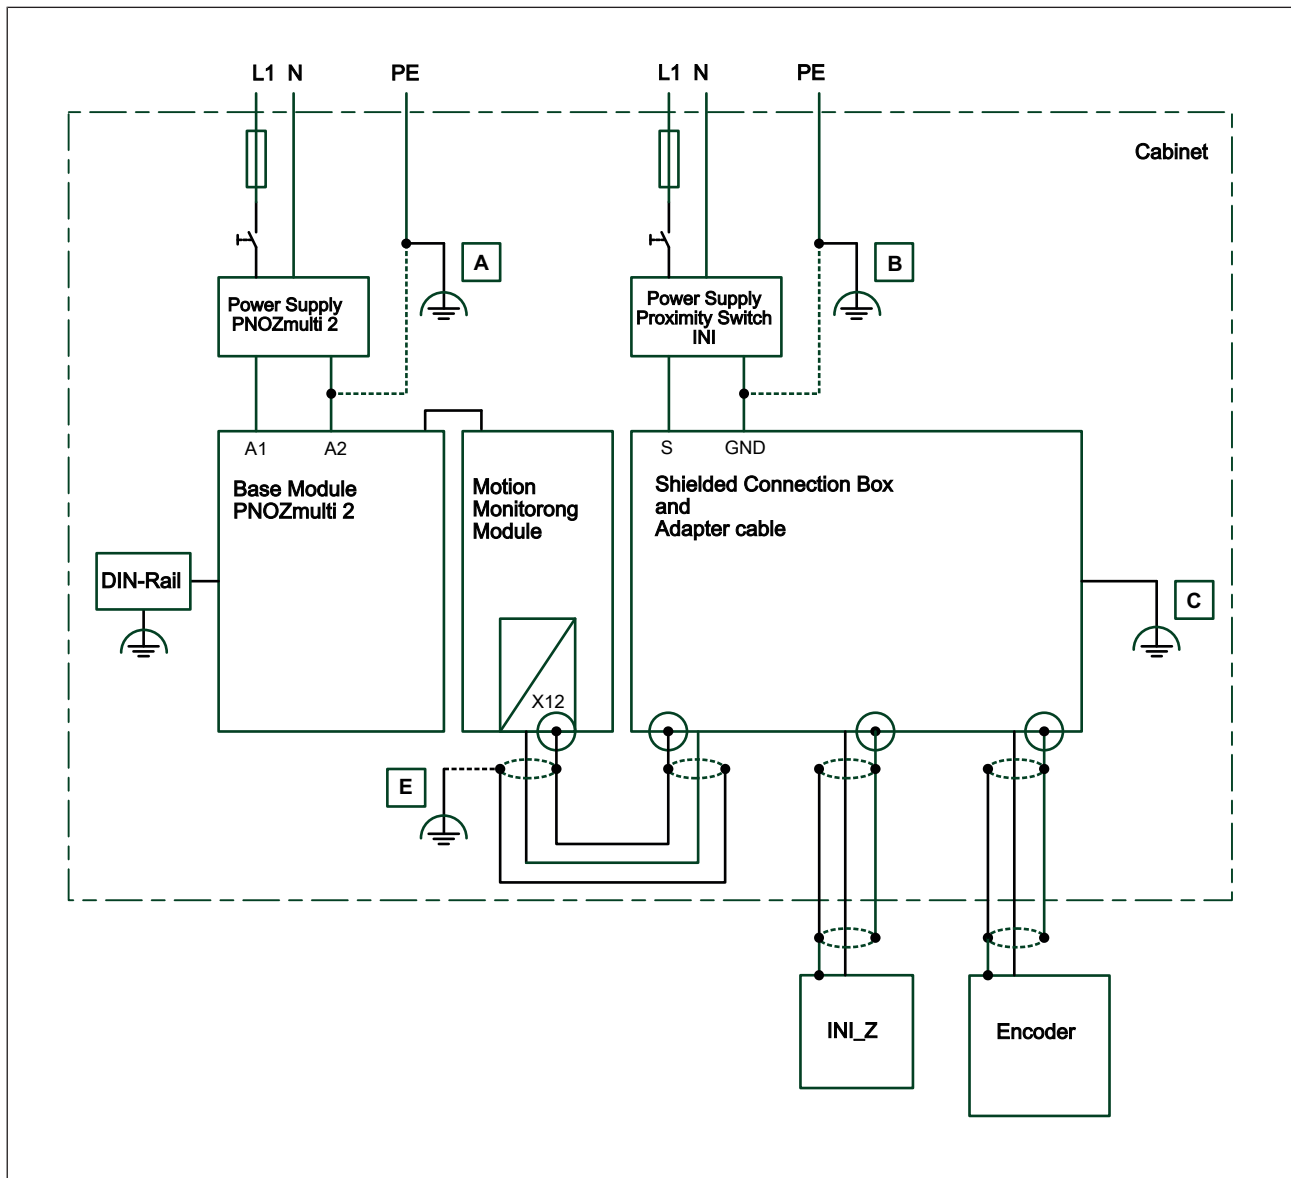 L1 N PE L1 N PE
Cabinet
A
B
Power Supply
PNOZmulti 2
Power Supply
Proximity Switch
INI
A1 A2
S GND
Base Module
PNOZmulti 2
Motion
Monitorong
Module
Shielded Connection Box
and
Adapter cable
DIN-Rail
C
X12
E
INI_Z
Encoder